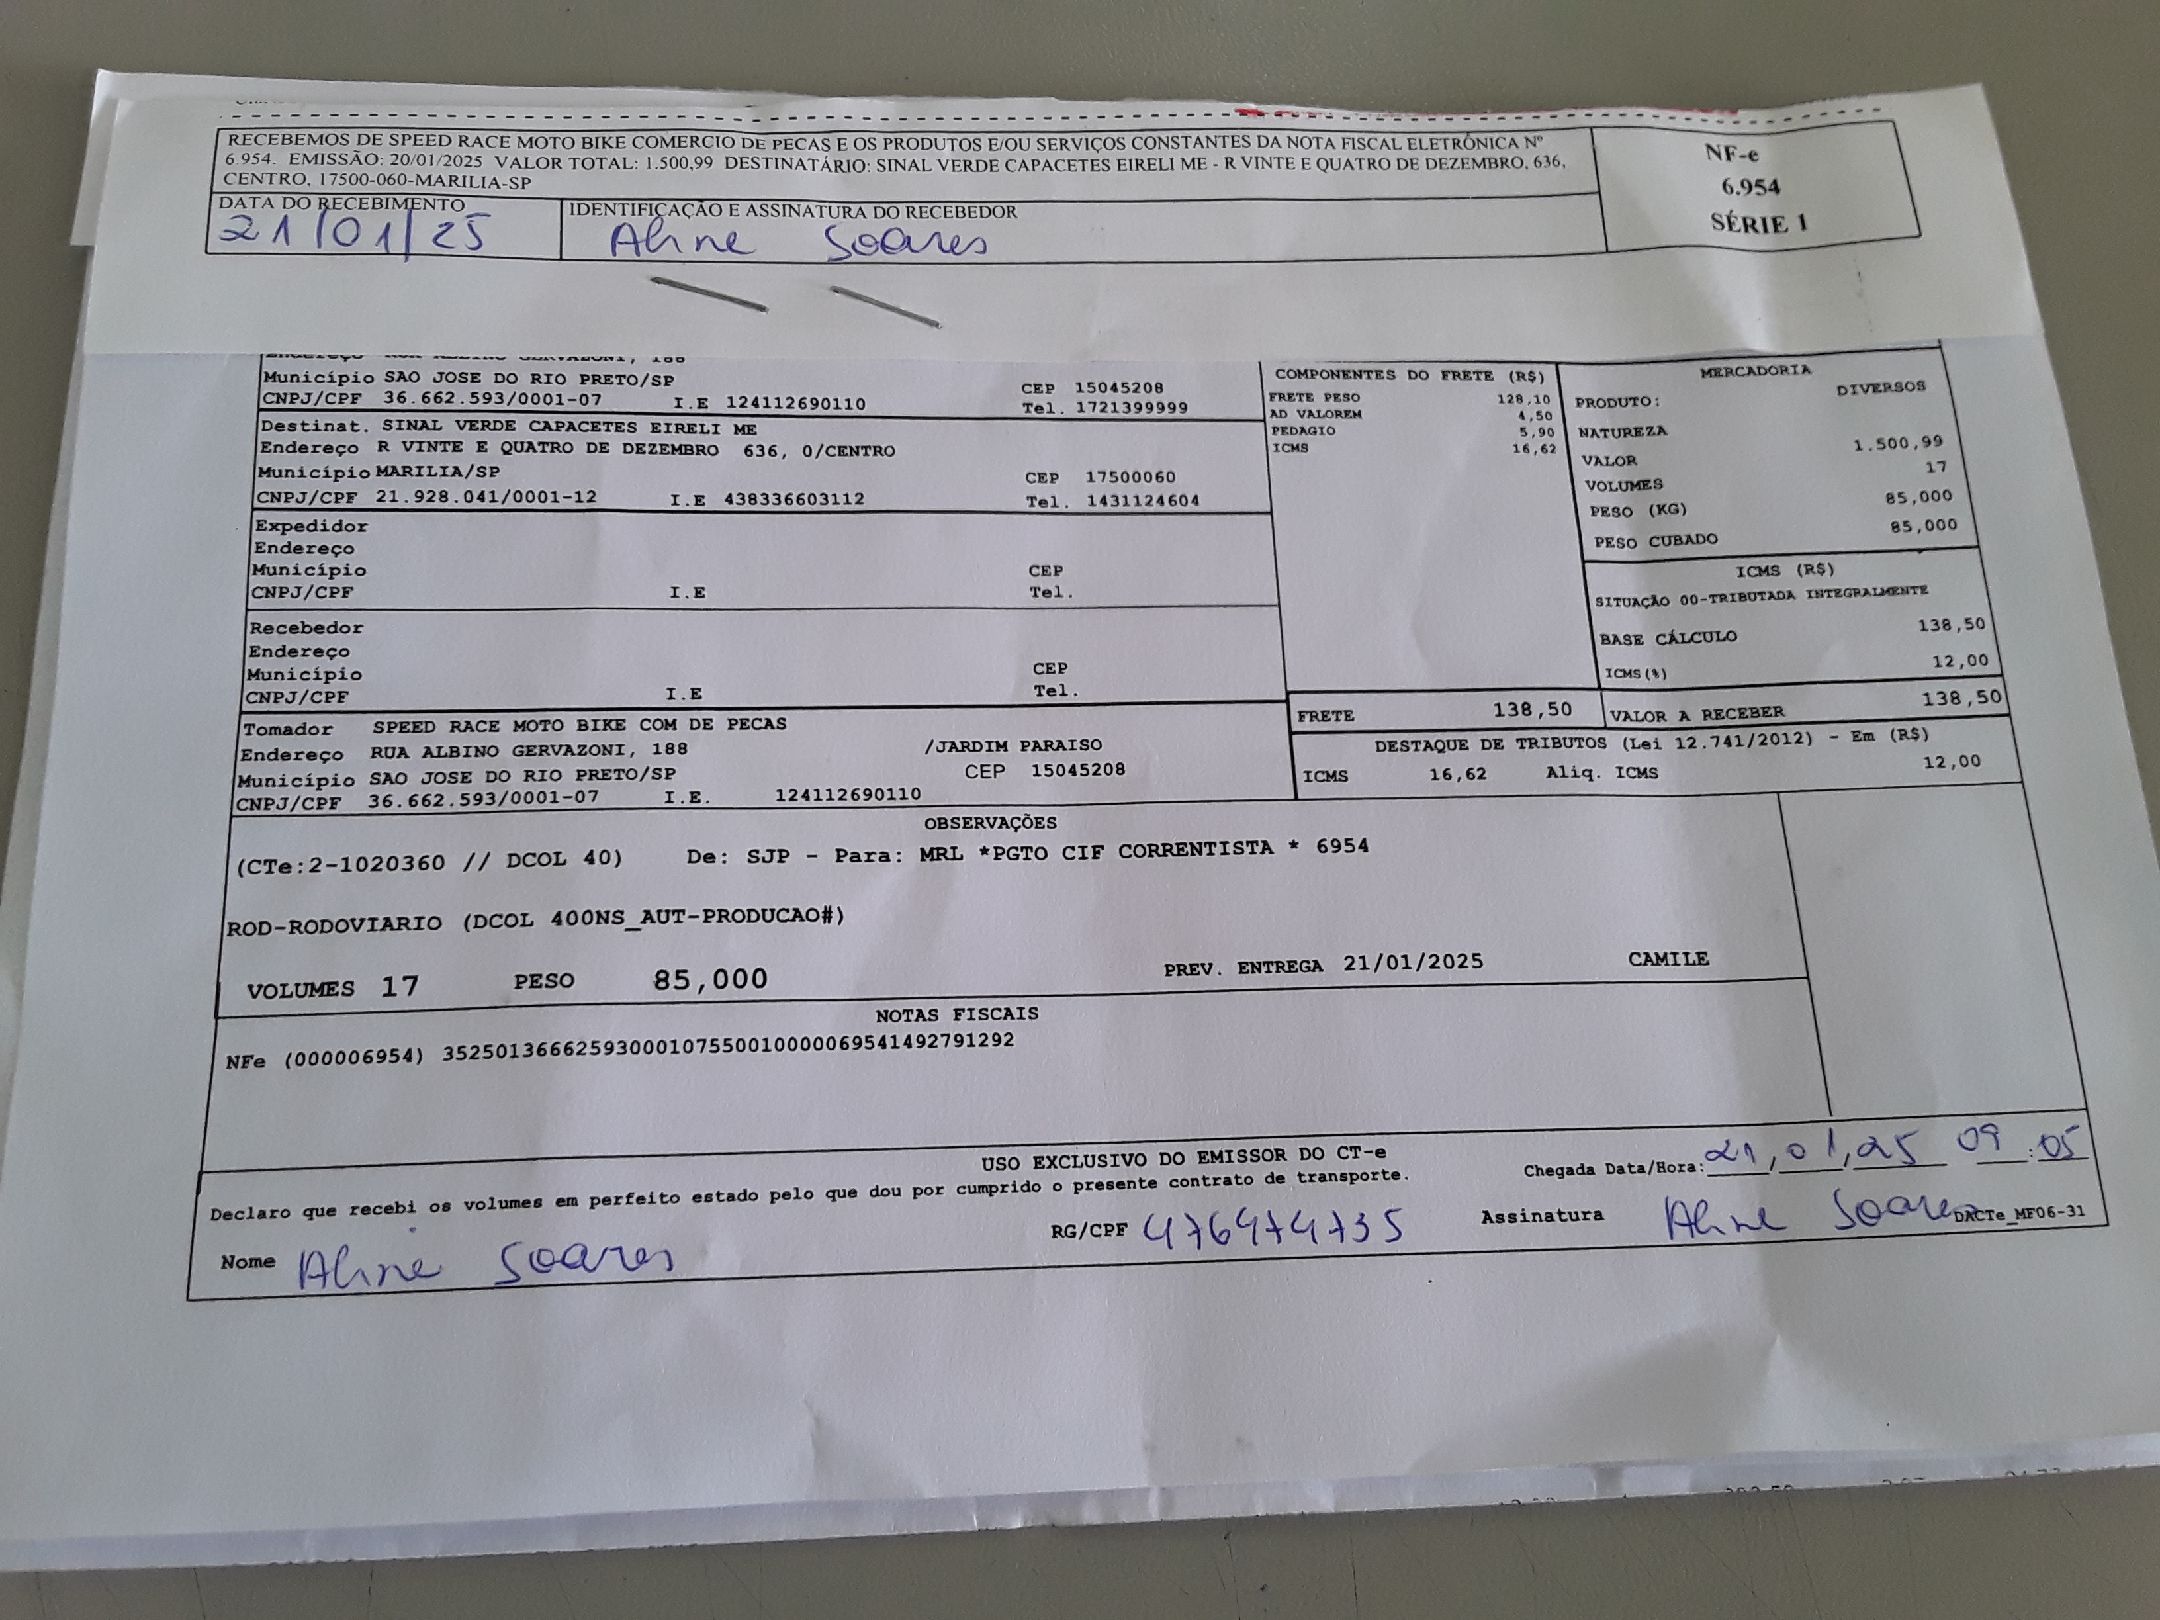 RECEBEMOS DE SPEED RACE MOTO BIKE COMERCIO DE PECAS E OS PRODUTOS E/OU SERVIÇOS CONSTANTES DA NOTA FISCAL ELETRÔNICA Nº
6.954. EMISSÃO: 20/01/2025 VALOR TOTAL: 1.500,99 DESTINATÁRIO: SINAL VERDE CAPACETES EIRELI ME - R VINTE E QUATRO DE DEZEMBRO, 636,
CENTRO, 17500-060-MARILIA-SP
NF-e
6.954
SÉRIE 1
DATA DO RECEBIMENTO
21/01/25
IDENTIFICAÇÃO E ASSINATURA DO RECEBEDOR
Aline Soares
Endereço RUA ALBINO GERVAZONI, 188
Município SAO JOSE DO RIO PRETO/SP CEP 15045208
CNPJ/CPF 36.662.593/0001-07 I.E 124112690110 Tel. 1721399999
Destinat. SINAL VERDE CAPACETES EIRELI ME
Endereço R VINTE E QUATRO DE DEZEMBRO 636, 0/CENTRO
Município MARILIA/SP CEP 17500060
CNPJ/CPF 21.928.041/0001-12 I.E 438336603112 Tel. 1431124604
Expedidor
Endereço
Município CEP
CNPJ/CPF I.E Tel.
Recebedor
Endereço
Município CEP
CNPJ/CPF I.E Tel.
Tomador SPEED RACE MOTO BIKE COM DE PECAS
Endereço RUA ALBINO GERVAZONI, 188 /JARDIM PARAISO
Município SAO JOSE DO RIO PRETO/SP CEP 15045208
CNPJ/CPF 36.662.593/0001-07 I.E. 124112690110
COMPONENTES DO FRETE (R$)
FRETE PESO 128,10
AD VALOREM 4,50
PEDAGIO 5,90
ICMS 16,62
MERCADORIA
PRODUTO: DIVERSOS
NATUREZA
VALOR 1.500,99
VOLUMES 17
PESO (KG) 85,000
PESO CUBADO 85,000
ICMS (R$)
SITUAÇÃO 00-TRIBUTADA INTEGRALMENTE
BASE CÁLCULO 138,50
ICMS(%) 12,00
FRETE 138,50 VALOR A RECEBER 138,50
DESTAQUE DE TRIBUTOS (Lei 12.741/2012) - Em (R$)
ICMS 16,62 Aliq. ICMS 12,00
OBSERVAÇÕES
(CTe:2-1020360 // DCOL 40) De: SJP - Para: MRL *PGTO CIF CORRENTISTA * 6954
ROD-RODOVIARIO (DCOL 400NS_AUT-PRODUCAO#)
VOLUMES 17 PESO 85,000 PREV. ENTREGA 21/01/2025 CAMILE
NOTAS FISCAIS
NFe (000006954) 35250136662593000107550010000069541492791292
USO EXCLUSIVO DO EMISSOR DO CT-e
Declaro que recebi os volumes em perfeito estado pelo que dou por cumprido o presente contrato de transporte.
Chegada Data/Hora: 21/01/25 09:05
Nome Aline Soares RG/CPF 476474735 Assinatura Aline Soares DACTe_MF06-31